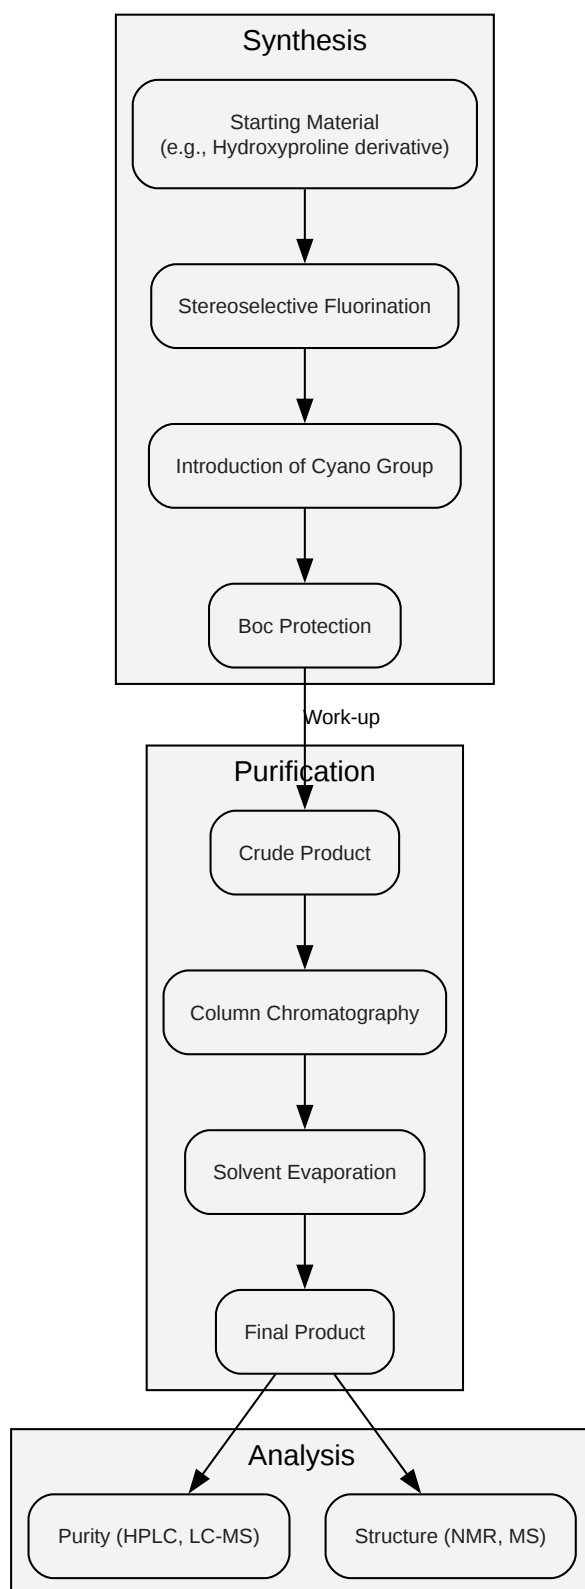 Synthesis
Starting Material
(e.g., Hydroxyproline derivative)
Stereoselective Fluorination
Introduction of Cyano Group
Boc Protection
Work-up
Purification
Crude Product
Column Chromatography
Solvent Evaporation
Final Product
Analysis
Purity (HPLC, LC-MS)
Structure (NMR, MS)